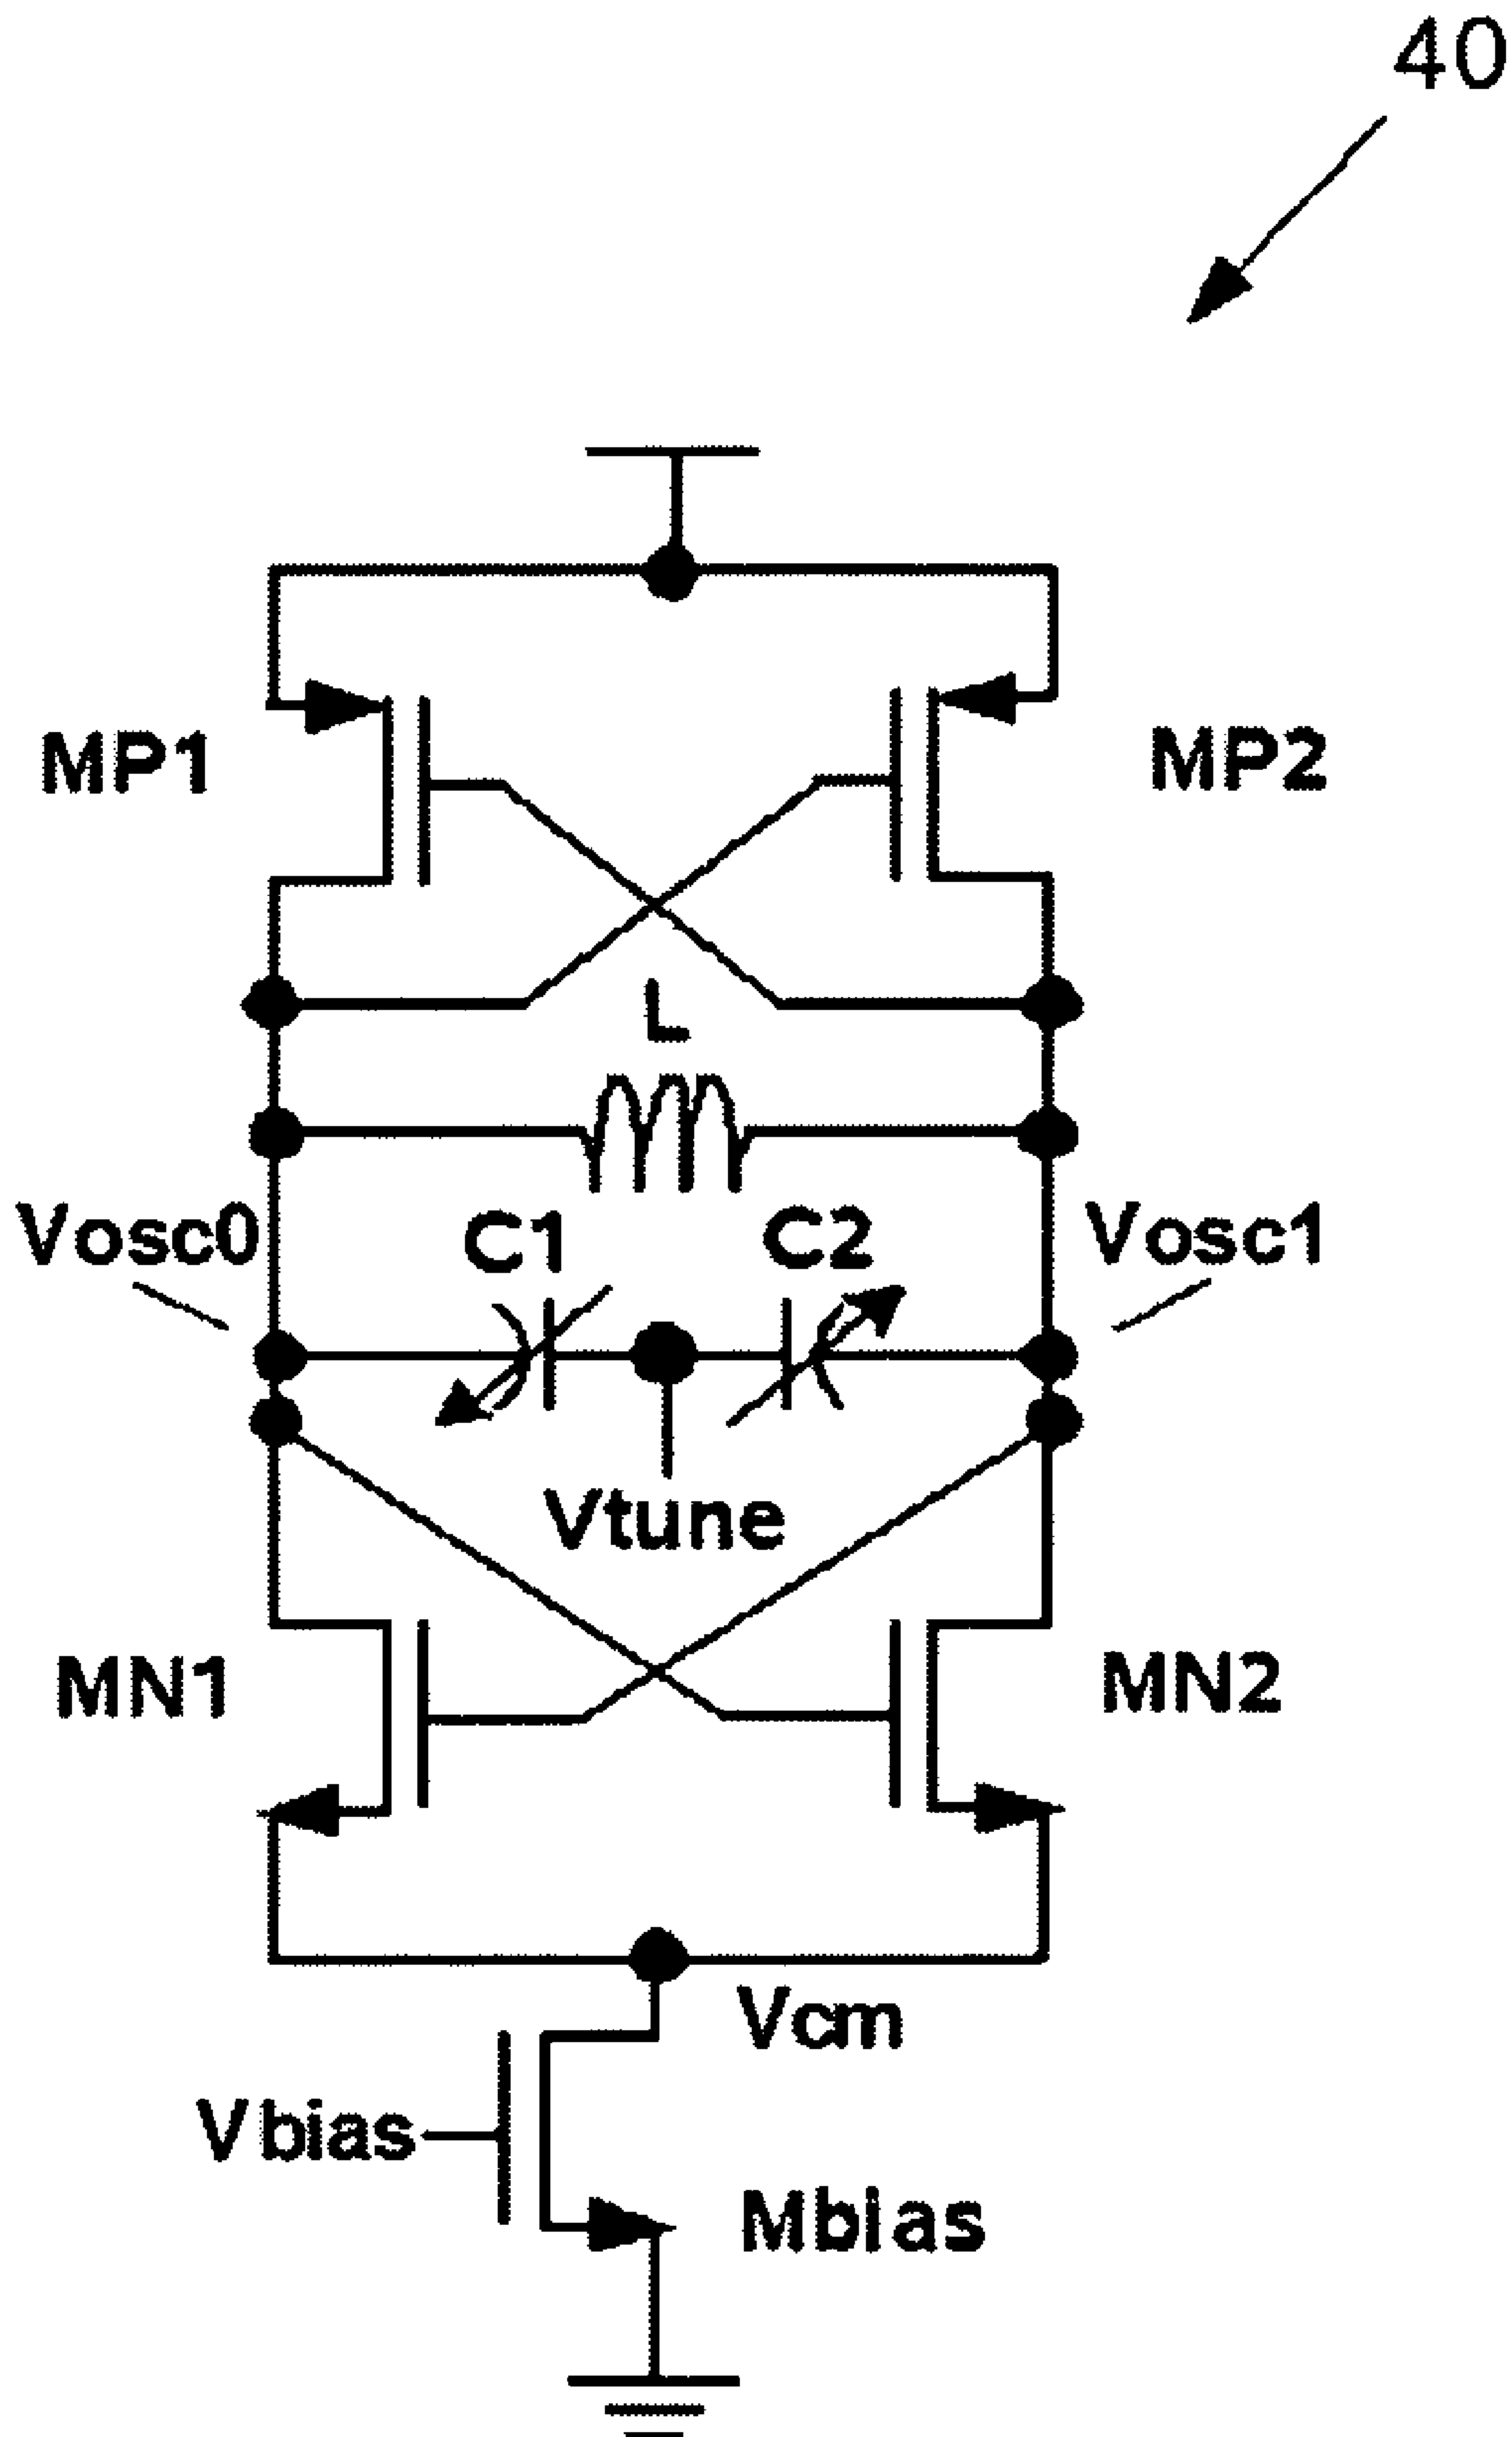 40
MP1
MP2
L
Vosc0
C1
C2
Vosc1
Vtune
MN1
MN2
Vcm
Vbias
Mbias